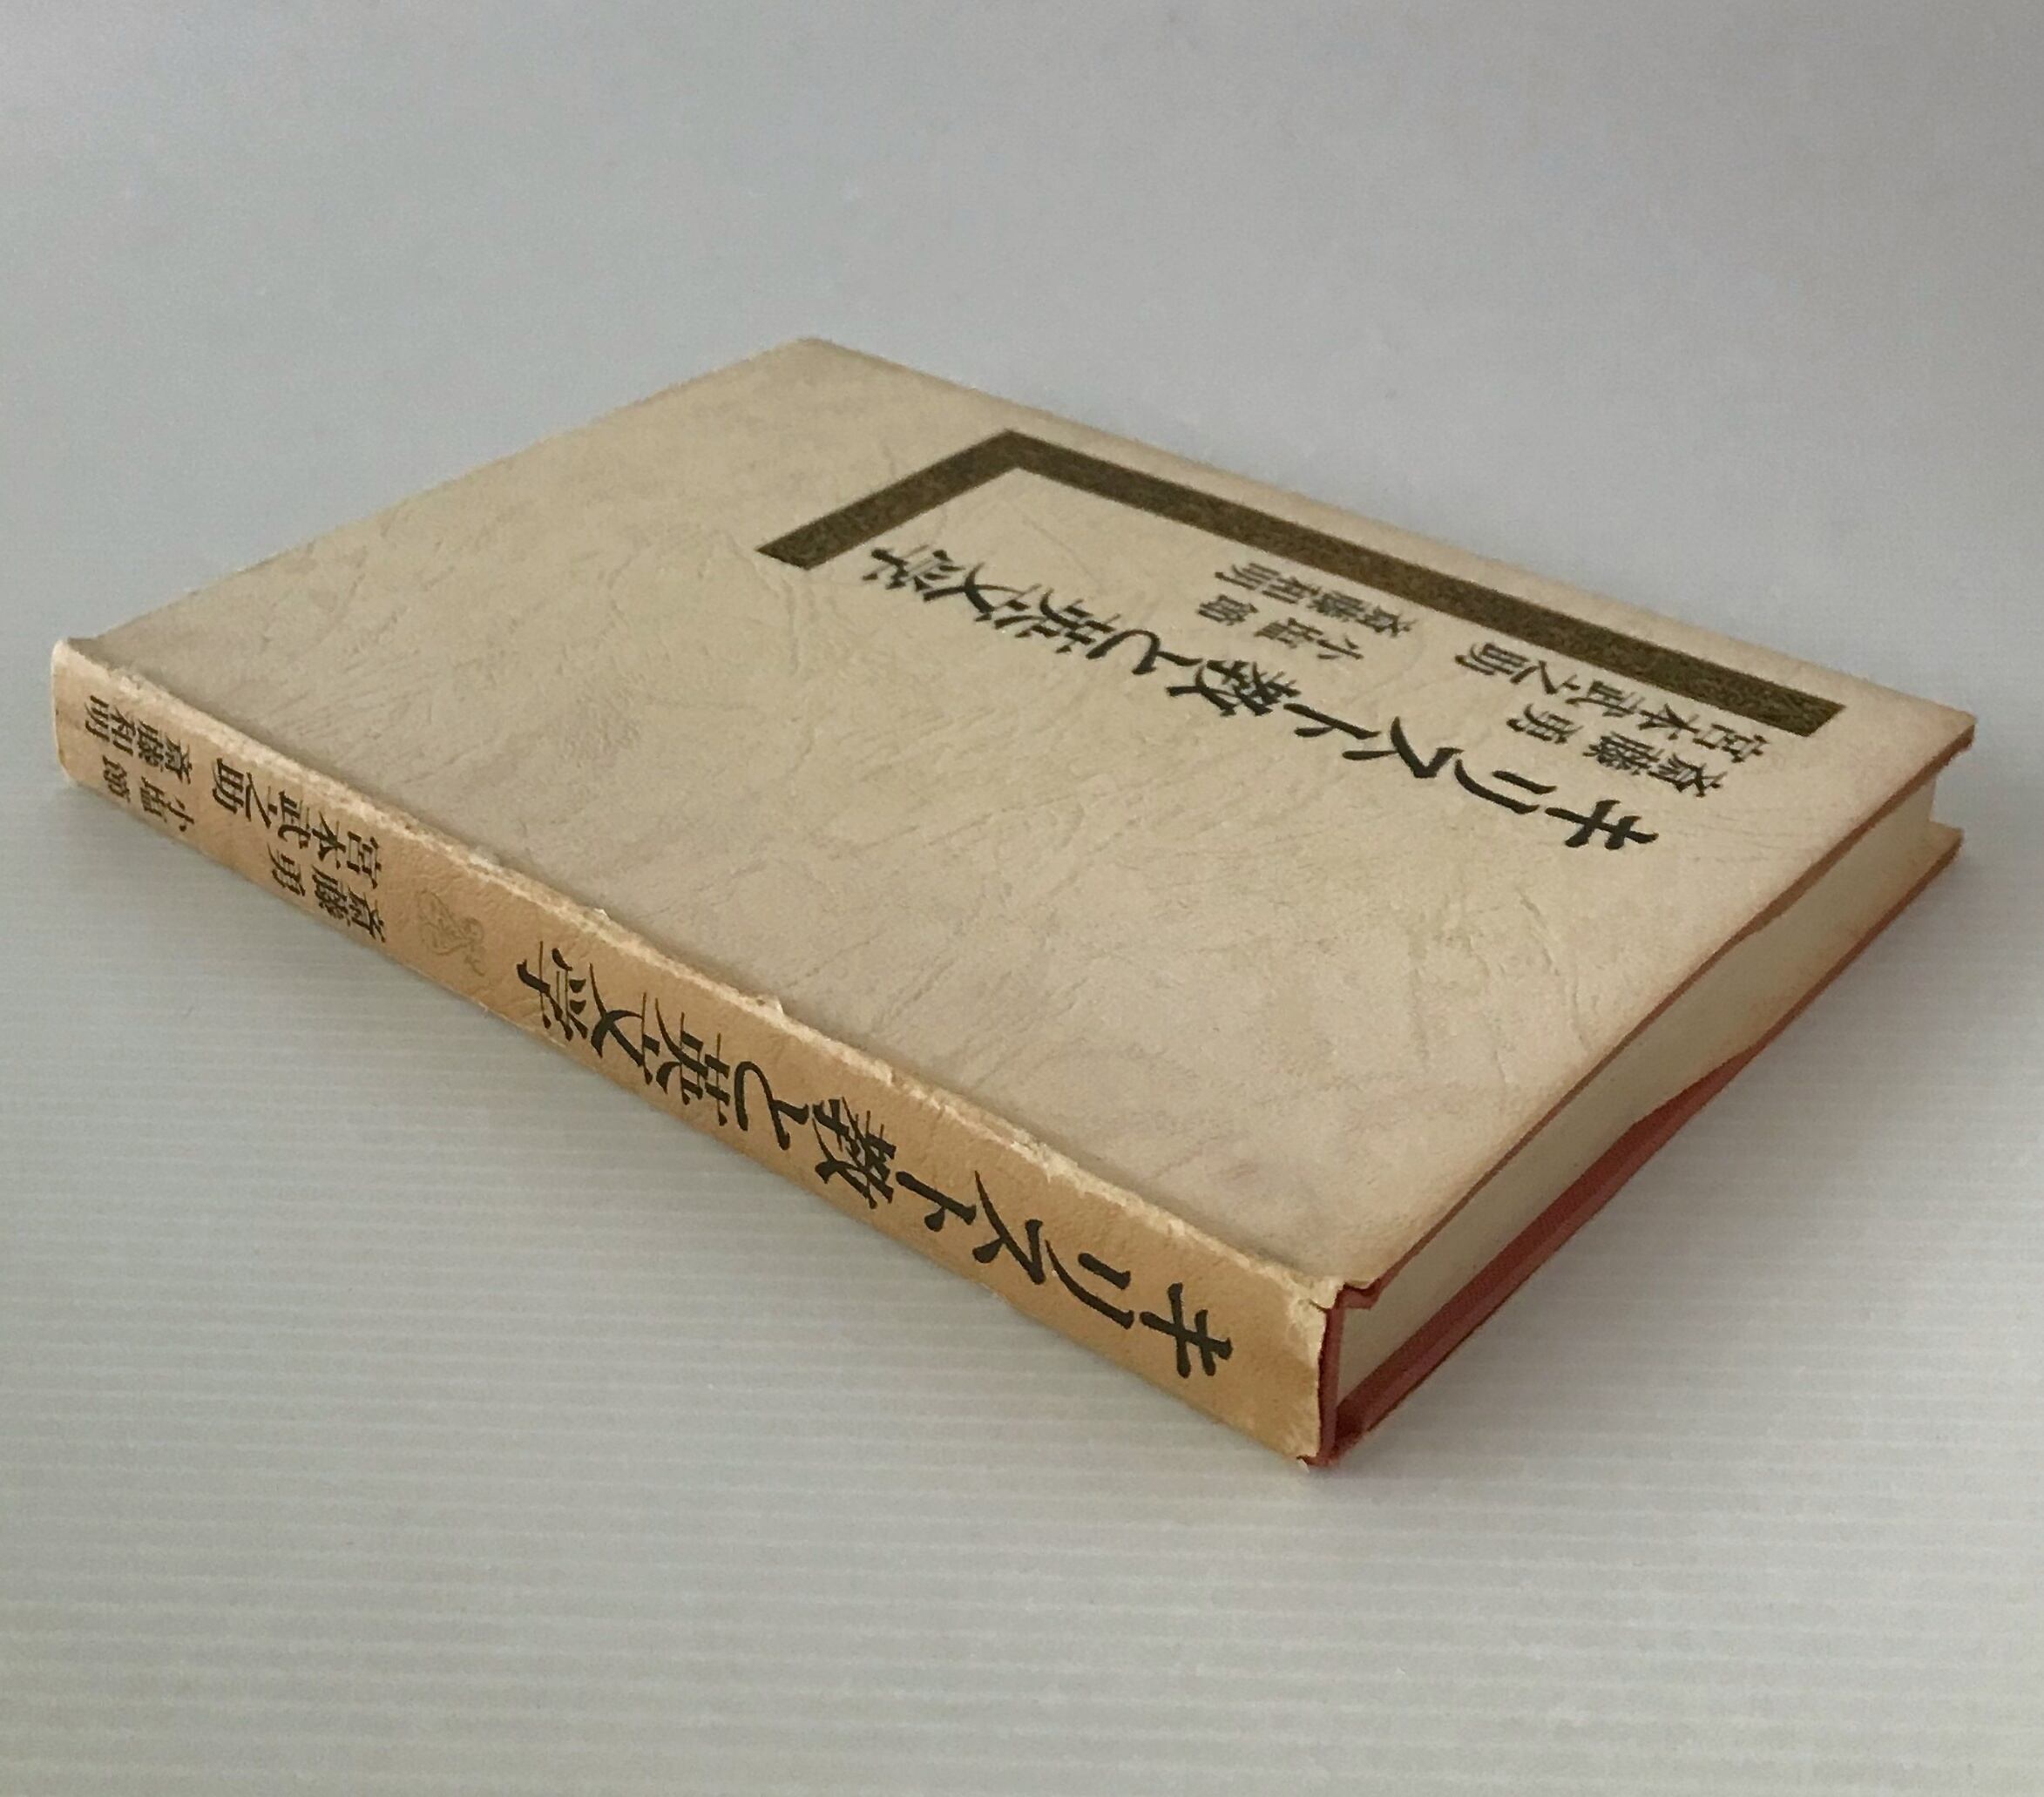 キリスト教と英文学
斎藤 勇
宮本武之助
小塩 節
斎藤和明
キリスト教と英文学
斎藤 勇
宮本武之助
小塩 節
斎藤和明